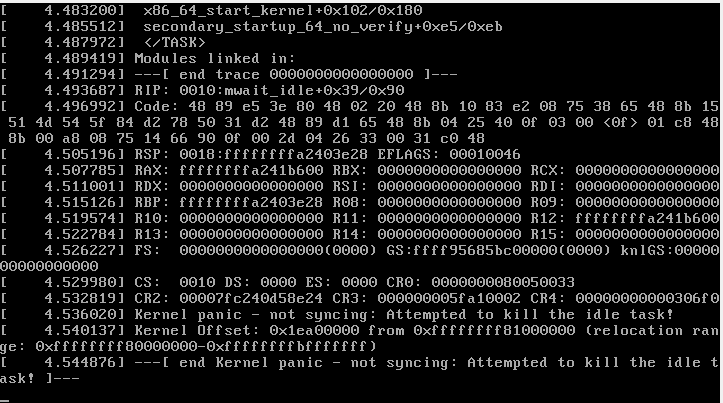 [    4.483200]  x86_64_start_kernel+0x102/0x180
[    4.485512]  secondary_startup_64_no_verify+0xe5/0xeb
[    4.487972]  </TASK>
[    4.489419] Modules linked in:
[    4.491294] ---[ end trace 0000000000000000 ]---
[    4.493687] RIP: 0010:mwait_idle+0x39/0x90
[    4.496992] Code: 48 89 e5 3e 80 48 02 20 48 8b 10 83 e2 08 75 38 65 48 8b 15
 51 4d 54 5f 84 d2 78 50 31 d2 48 89 d1 65 48 8b 04 25 40 0f 03 00 <0f> 01 c8 48
 8b 00 a8 08 75 14 66 90 0f 00 2d 04 26 33 00 31 c0 48
[    4.505196] RSP: 0018:ffffffffa2403e28 EFLAGS: 00010046
[    4.507785] RAX: ffffffffa241b600 RBX: 0000000000000000 RCX: 0000000000000000
[    4.511001] RDX: 0000000000000000 RSI: 0000000000000000 RDI: 0000000000000000
[    4.515126] RBP: ffffffffa2403e28 R08: 0000000000000000 R09: 0000000000000000
[    4.519574] R10: 0000000000000000 R11: 0000000000000000 R12: ffffffffa241b600
[    4.522784] R13: 0000000000000000 R14: 0000000000000000 R15: 0000000000000000
[    4.526227] FS:  0000000000000000(0000) GS:ffff95685bc00000(0000) knlGS:00000
00000000000
[    4.529980] CS:  0010 DS: 0000 ES: 0000 CR0: 0000000080050033
[    4.532819] CR2: 00007fc240d58e24 CR3: 000000005fa10002 CR4: 00000000000306f0
[    4.536020] Kernel panic - not syncing: Attempted to kill the idle task!
[    4.540137] Kernel Offset: 0x1ea00000 from 0xffffffff81000000 (relocation ran
ge: 0xffffffff80000000-0xffffffffbfffffff)
[    4.544876] ---[ end Kernel panic - not syncing: Attempted to kill the idle t
ask! ]---